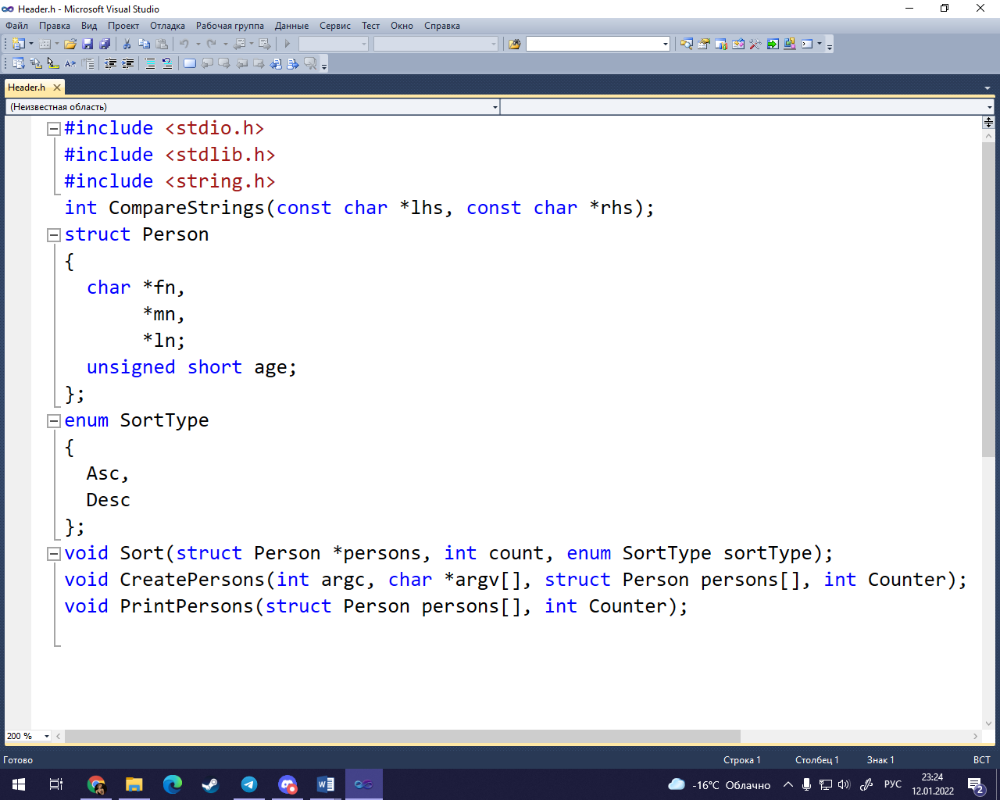 Header.h - Microsoft Visual Studio
Файл Правка Вид Проект Отладка Рабочая группа Данные Сервис Тест Окно Справка
Header.h
(Неизвестная область)
#include <stdio.h>
#include <stdlib.h>
#include <string.h>
int CompareStrings(const char *lhs, const char *rhs);
struct Person
{
char *fn,
*mn,
*ln;
unsigned short age;
};
enum SortType
{
Asc,
Desc
};
void Sort(struct Person *persons, int count, enum SortType sortType);
void CreatePersons(int argc, char *argv[], struct Person persons[], int Counter);
void PrintPersons(struct Person persons[], int Counter);
200 %
Готово Строка 1 Столбец 1 Знак 1 ВСТ
-16°C Облачно РУС 23:24 12.01.2022 2